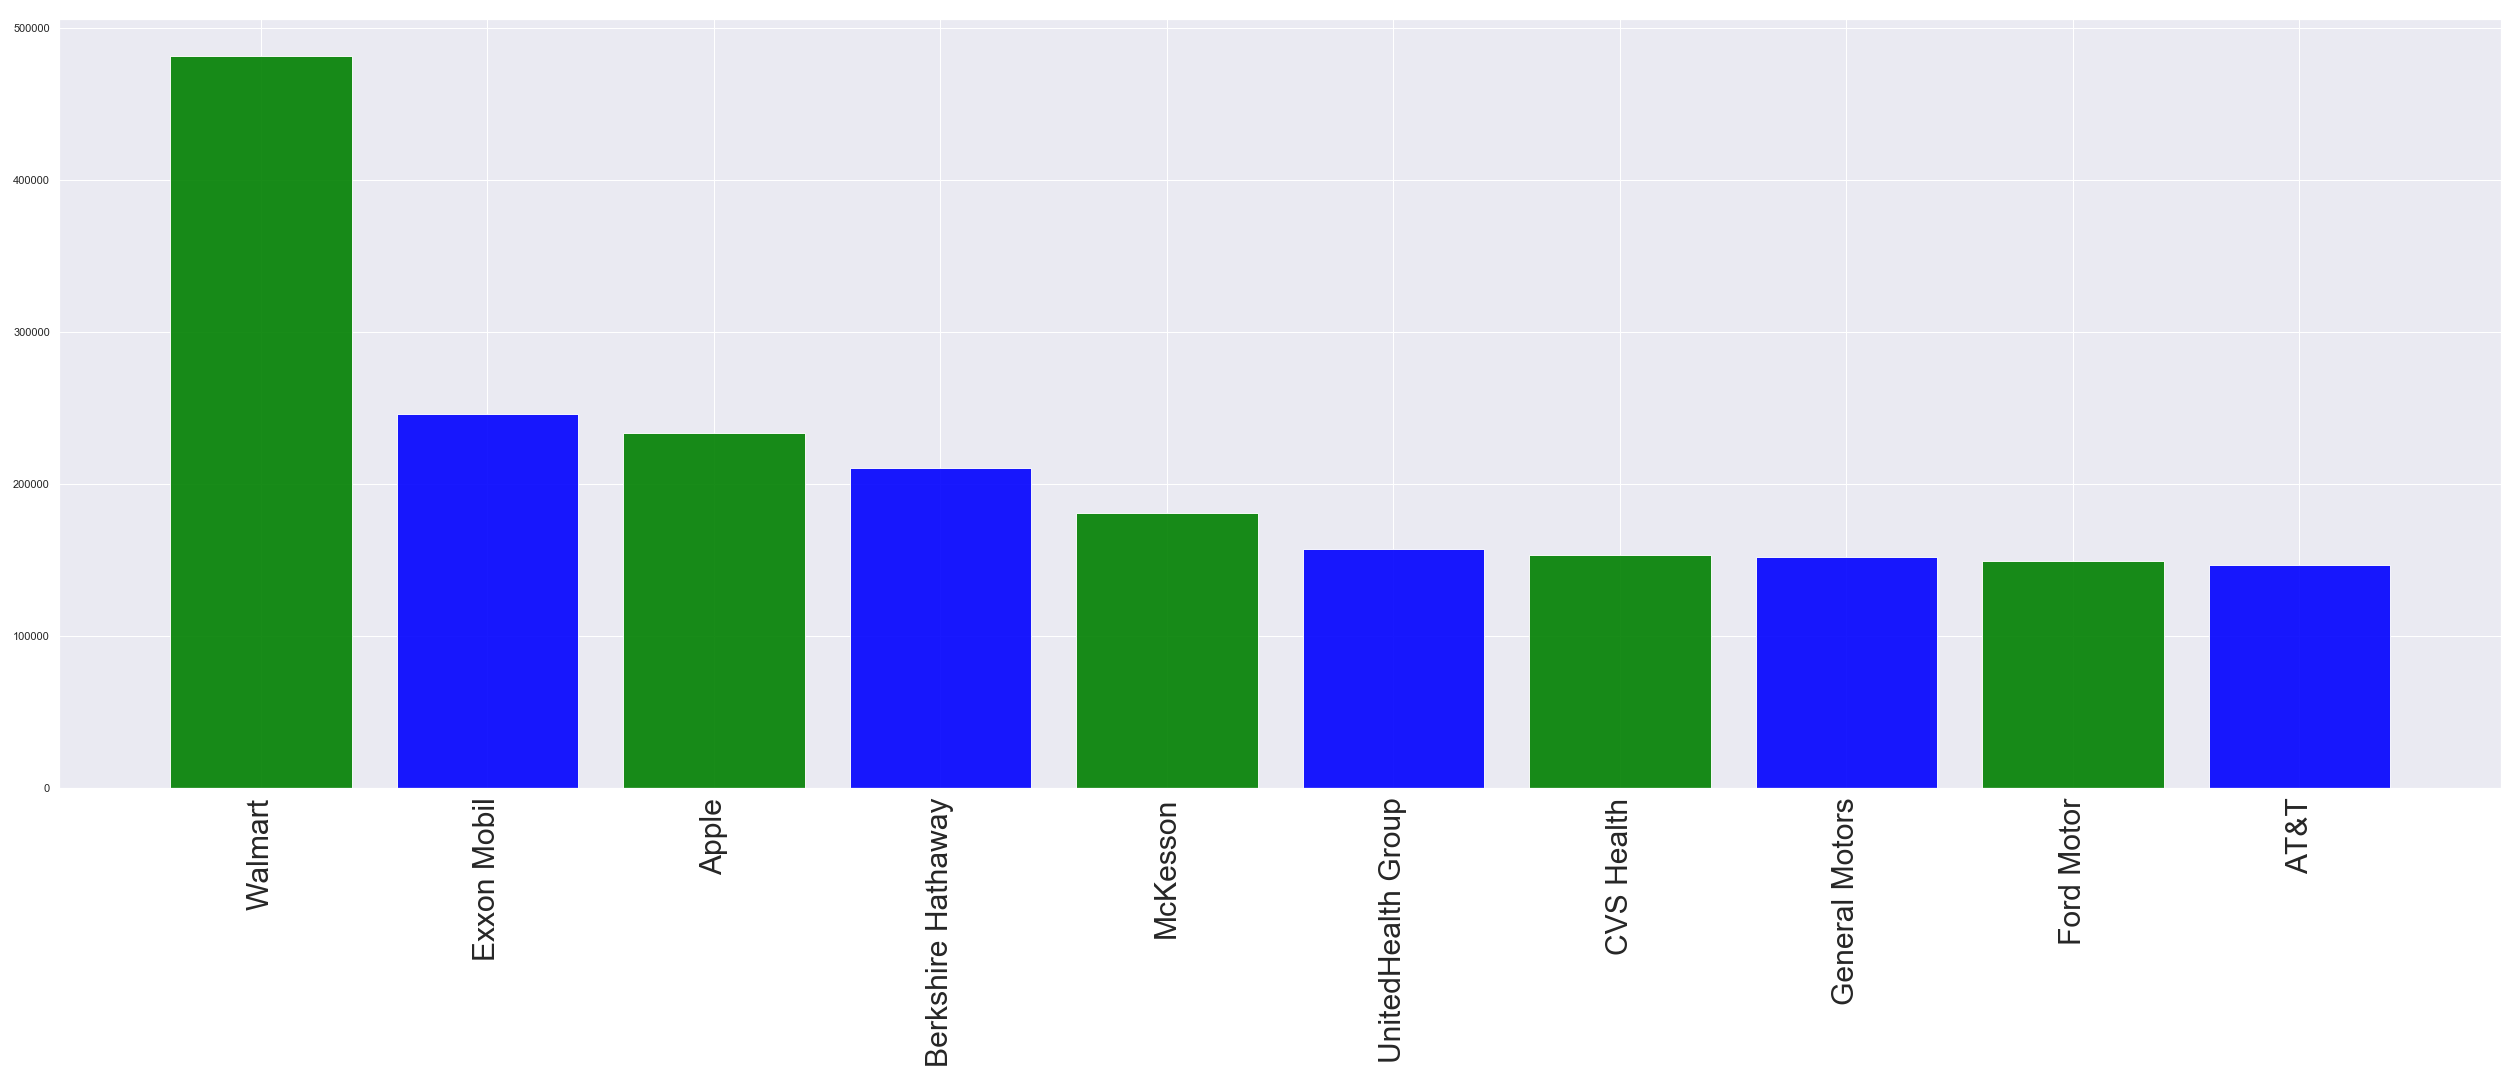 500000
400000
300000
200000
100000
0
Walmart
Exxon Mobil
Apple
Berkshire Hathaway
McKesson
UnitedHealth Group
CVS Health
General Motors
Ford Motor
AT&T